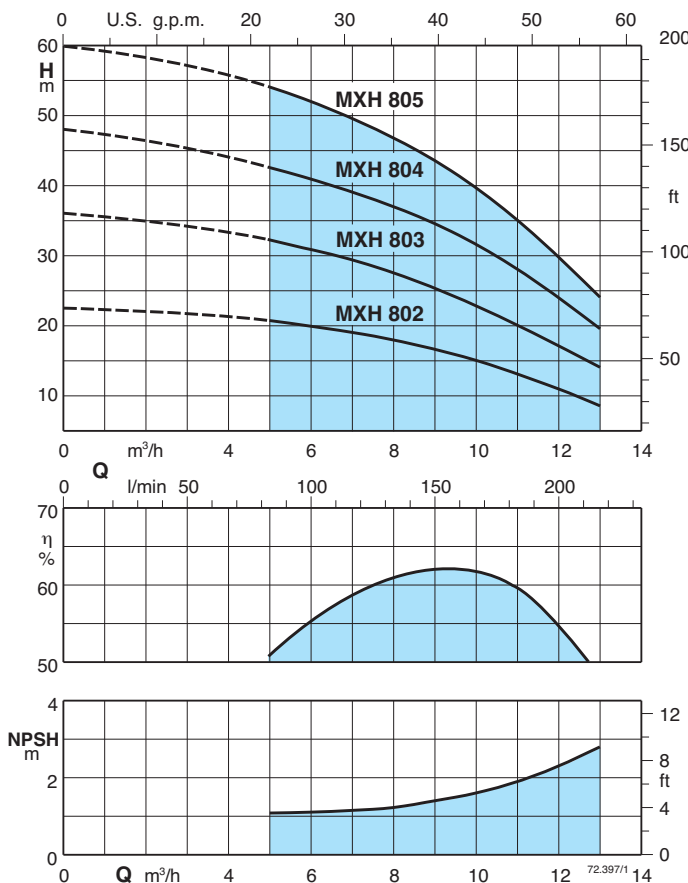 0 U.S. g.p.m. 20 30 40 50 60
60 200
H
m
MXH 805
50
150
MXH 804
40
ft
MXH 803
30 100
MXH 802
20
50
10
0 m³/h 4 6 8 10 12 14
Q
0 l/min 50 100 150 200
70
η
%
60
50
4
12
NPSH
m
8
ft
2
4
0 0
72.397/1
0 Q m³/h 4 6 8 10 12 14